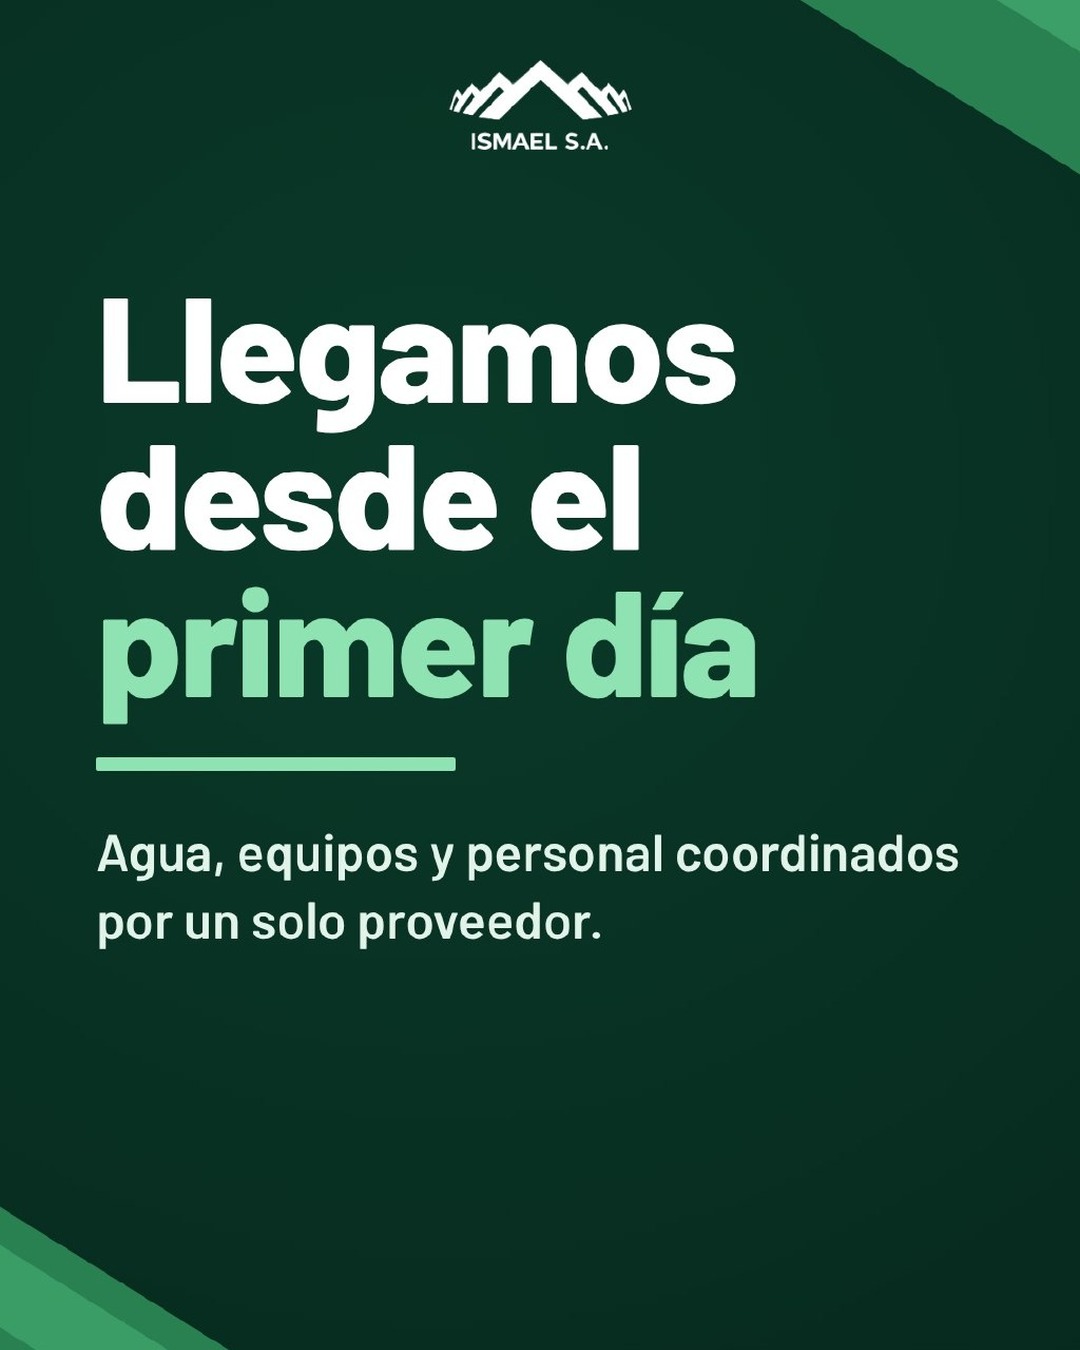 ISMAEL S.A.
Llegamos
desde el
primer día
Agua, equipos y personal coordinados
por un solo proveedor.